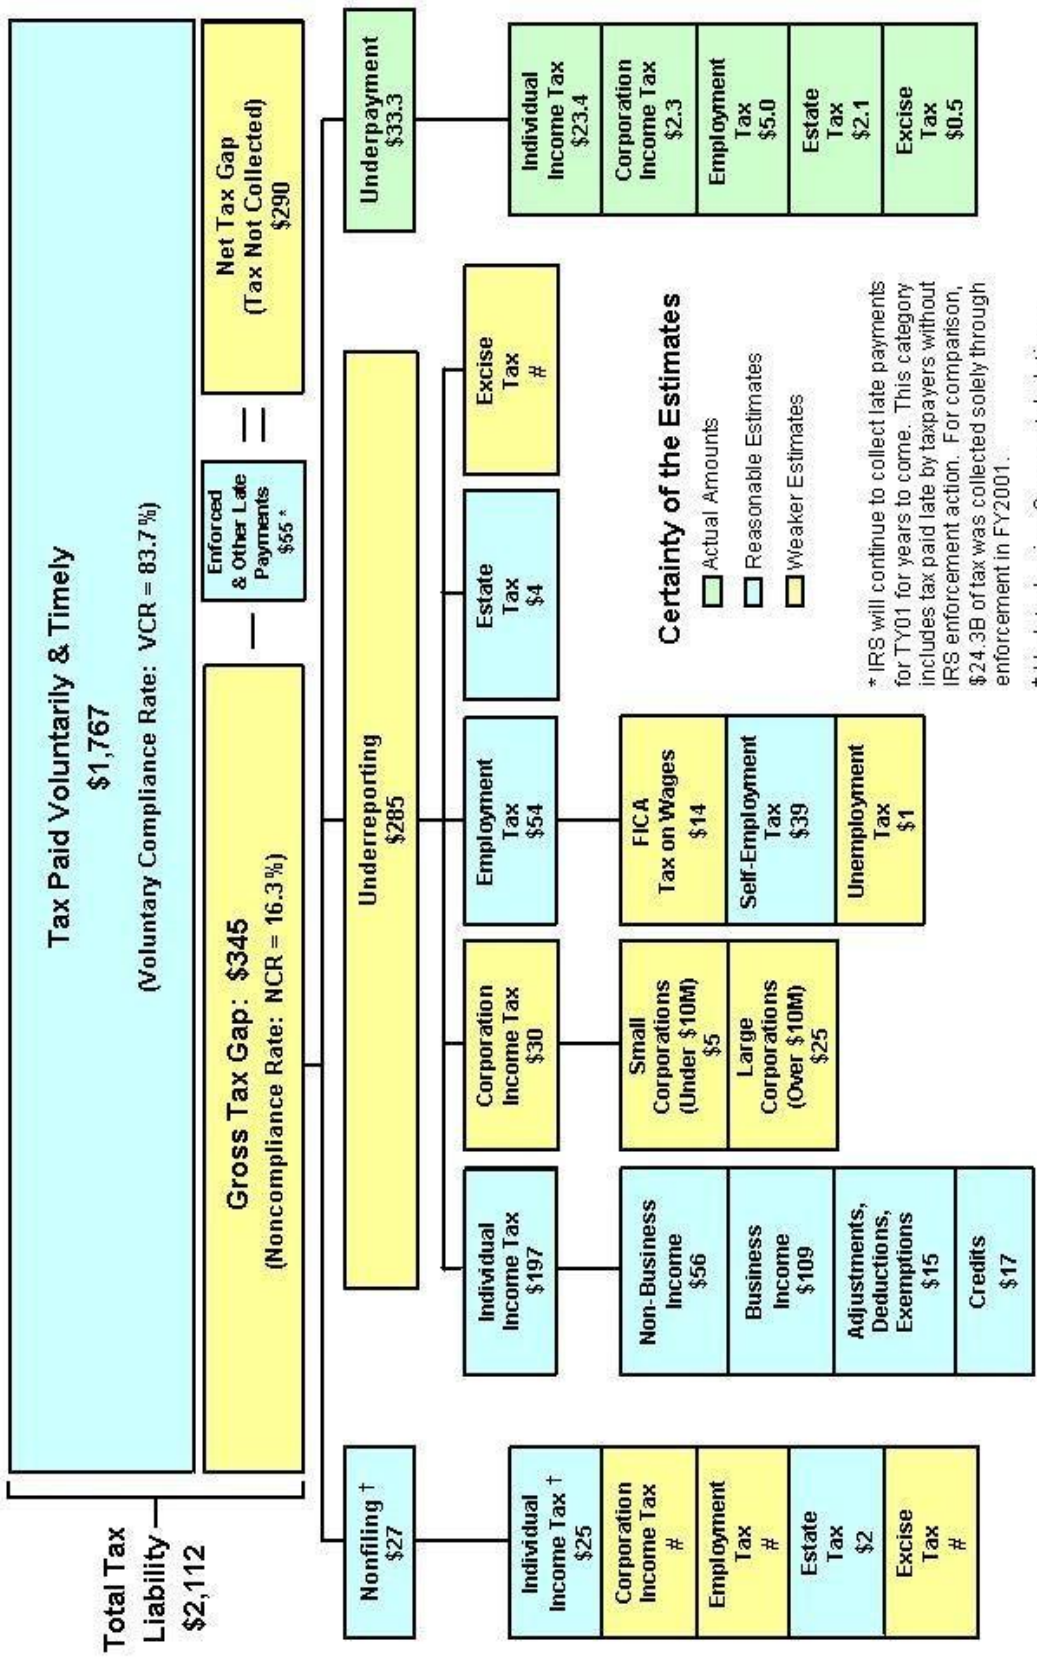 Total Tax
Liability
$2,112
Tax Paid Voluntarily & Timely
$1,767
(Voluntary Compliance Rate: VCR = 83.7%)
Gross Tax Gap: $345
(Noncompliance Rate: NCR = 16.3%)
—
Enforced
& Other Late
Payments
$55 *
=
Net Tax Gap
(Tax Not Collected)
$290
Nonfiling †
$27
Individual
Income Tax †
$25
Corporation
Income Tax
#
Employment
Tax
#
Estate
Tax
$2
Excise
Tax
#
Underreporting
$285
Individual
Income Tax
$197
Non-Business
Income
$56
Business
Income
$109
Adjustments,
Deductions,
Exemptions
$15
Credits
$17
Corporation
Income Tax
$30
Small
Corporations
(Under $10M)
$5
Large
Corporations
(Over $10M)
$25
Employment
Tax
$54
FICA
Tax on Wages
$14
Self-Employment
Tax
$39
Unemployment
Tax
$1
Estate
Tax
$4
Excise
Tax
#
Underpayment
$33.3
Individual
Income Tax
$23.4
Corporation
Income Tax
$2.3
Employment
Tax
$5.0
Estate
Tax
$2.1
Excise
Tax
$0.5
Certainty of the Estimates
Actual Amounts
Reasonable Estimates
Weaker Estimates
* IRS will continue to collect late payments
for TY01 for years to come. This category
includes tax paid late by taxpayers without
IRS enforcement action. For comparison,
$24.3B of tax was collected solely through
enforcement in FY2001.